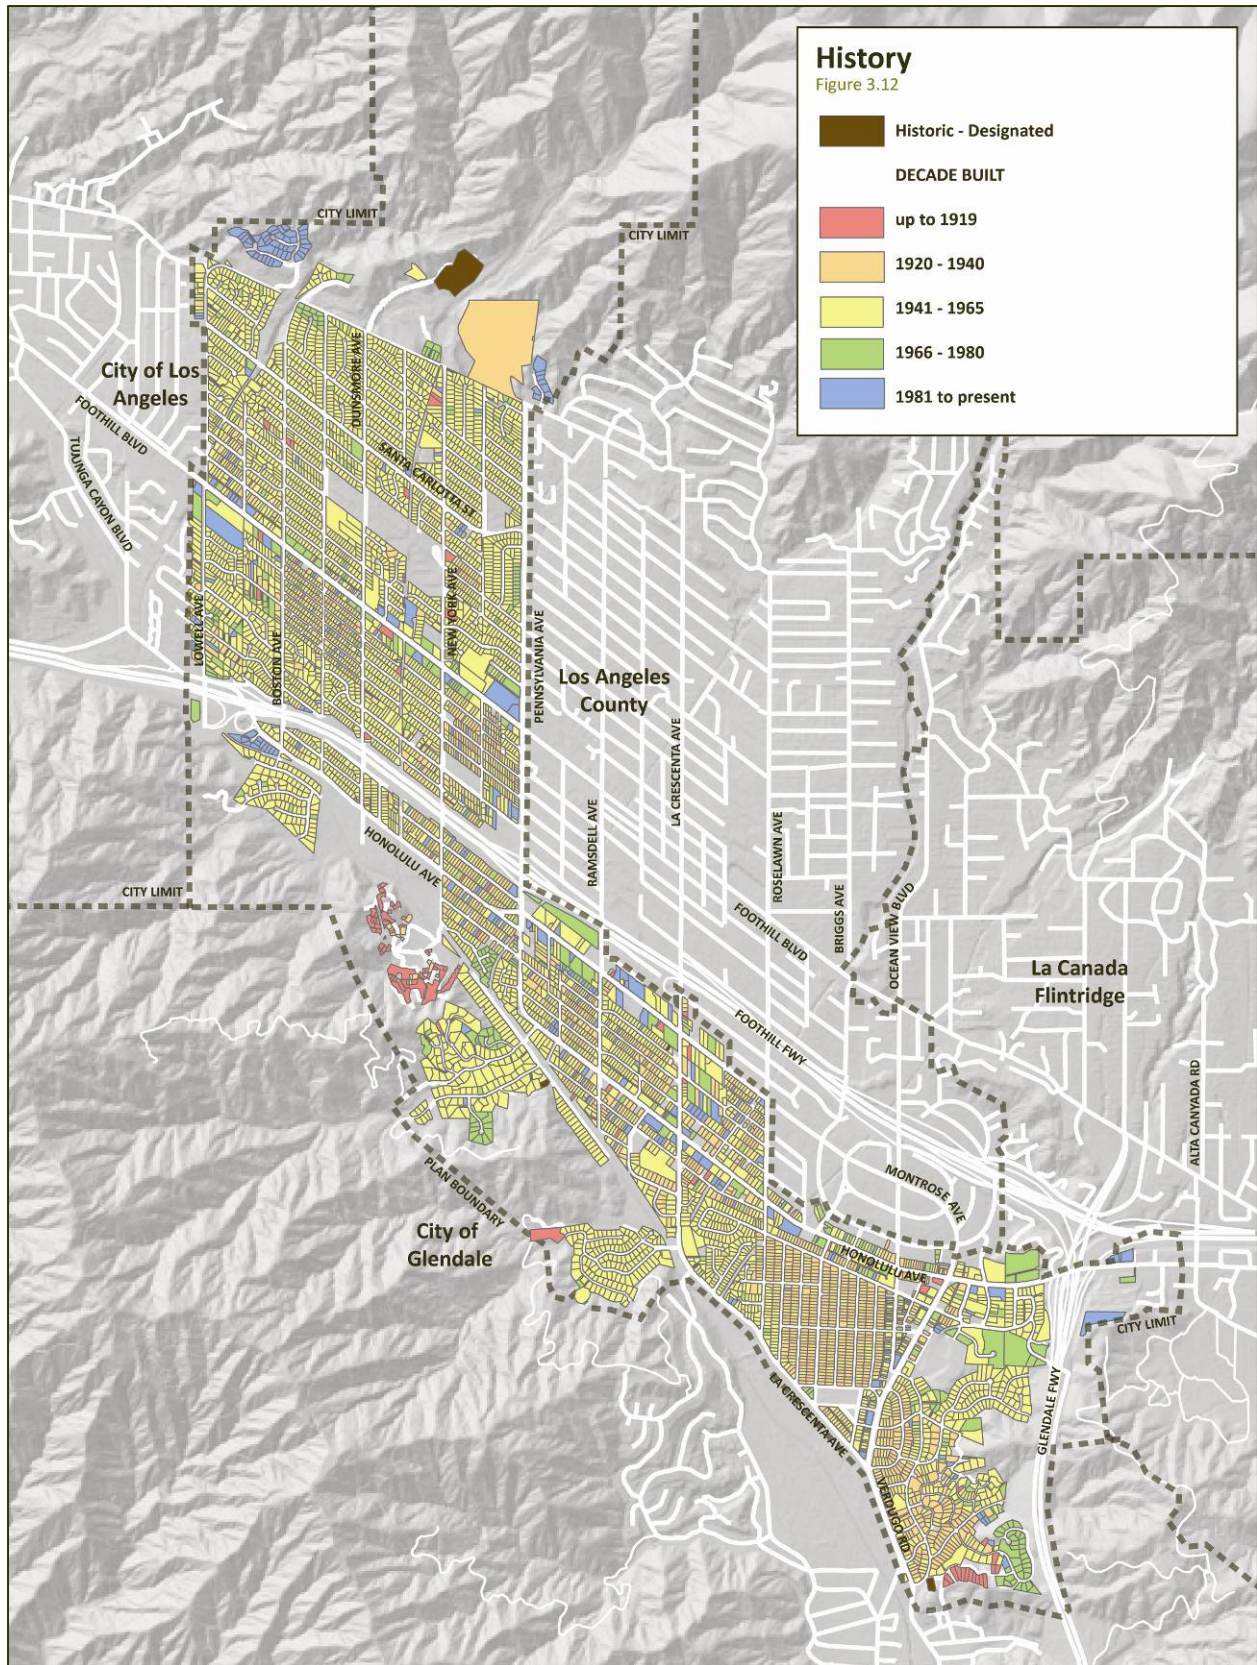 History
Figure 3.12
Historic - Designated
DECADE BUILT
up to 1919
1920 - 1940
1941 - 1965
1966 - 1980
1981 to present
CITY LIMIT
CITY LIMIT
City of Los
Angeles
FOOTHILL BLVD
TUJUNGA CAYON BLVD
DUNSMORE AVE
SANTA CARLOTTA ST
LOWELL AVE
BOSTON AVE
NEW YORK AVE
PENNSYLVANIA AVE
Los Angeles
County
LA CRESCENTA AVE
RAMSDELL AVE
ROSELAWN AVE
BRIGGS AVE
OCEAN VIEW BLVD
FOOTHILL BLVD
HONOLULU AVE
CITY LIMIT
La Canada
Flintridge
FOOTHILL FWY
ALTA CANYADA RD
MONTROSE AVE
PLAN BOUNDARY
City of
Glendale
HONOLULU AVE
CITY LIMIT
LA CRESCENTA AVE
GLENDALE FWY
VERDUGO RD